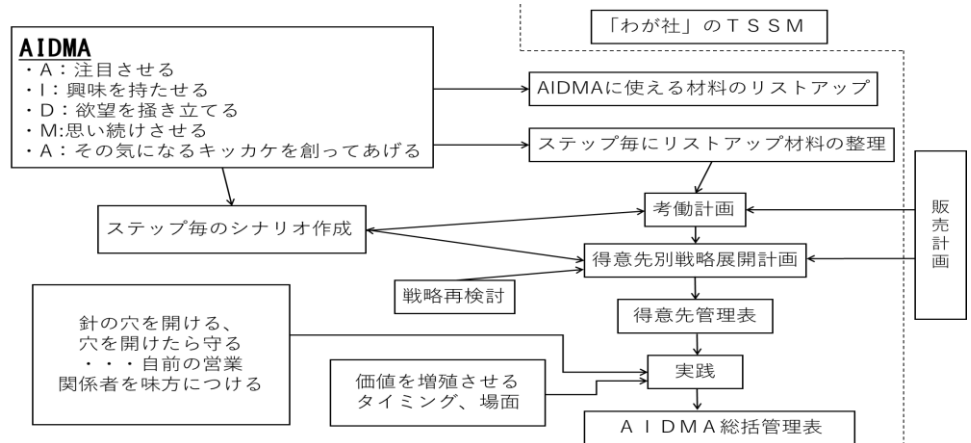 「わが社」のＴＳＳＭ
AIDMA
・A：注目させる
・I：興味を持たせる
・D：欲望を掻き立てる
・M:思い続けさせる
・A：その気になるキッカケを創ってあげる
AIDMAに使える材料のリストアップ
ステップ毎にリストアップ材料の整理
販売計画
考働計画
ステップ毎のシナリオ作成
得意先別戦略展開計画
戦略再検討
得意先管理表
針の穴を開ける、
穴を開けたら守る
・・・自前の営業
関係者を味方につける
実践
価値を増殖させる
タイミング、場面
ＡＩＤＭＡ総括管理表